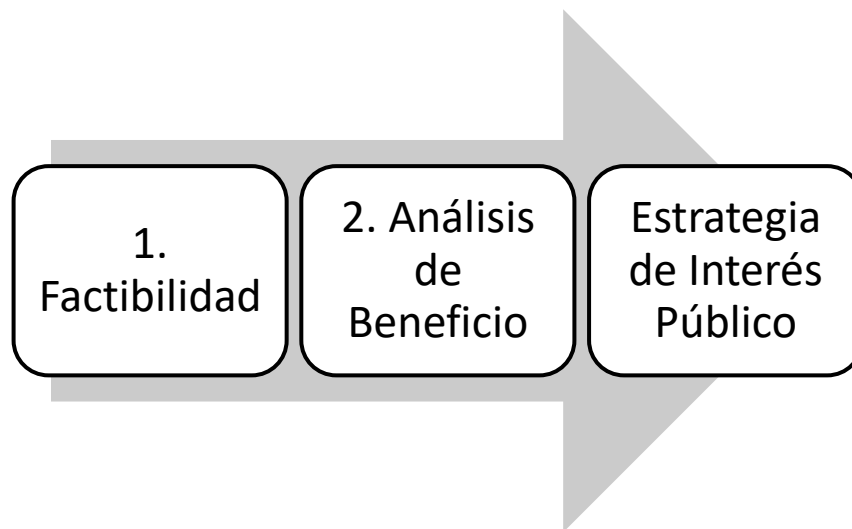 1.
Factibilidad
2. Análisis
de
Beneficio
Estrategia
de Interés
Público